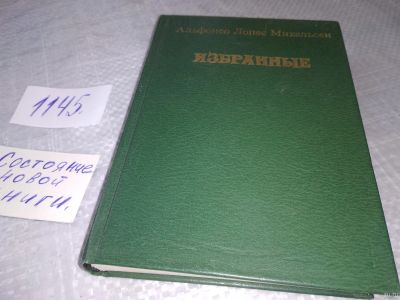 Альфонсо Лопес Микельсен
ИЗБРАННЫЕ
1145.
Состояние
новой
книги.